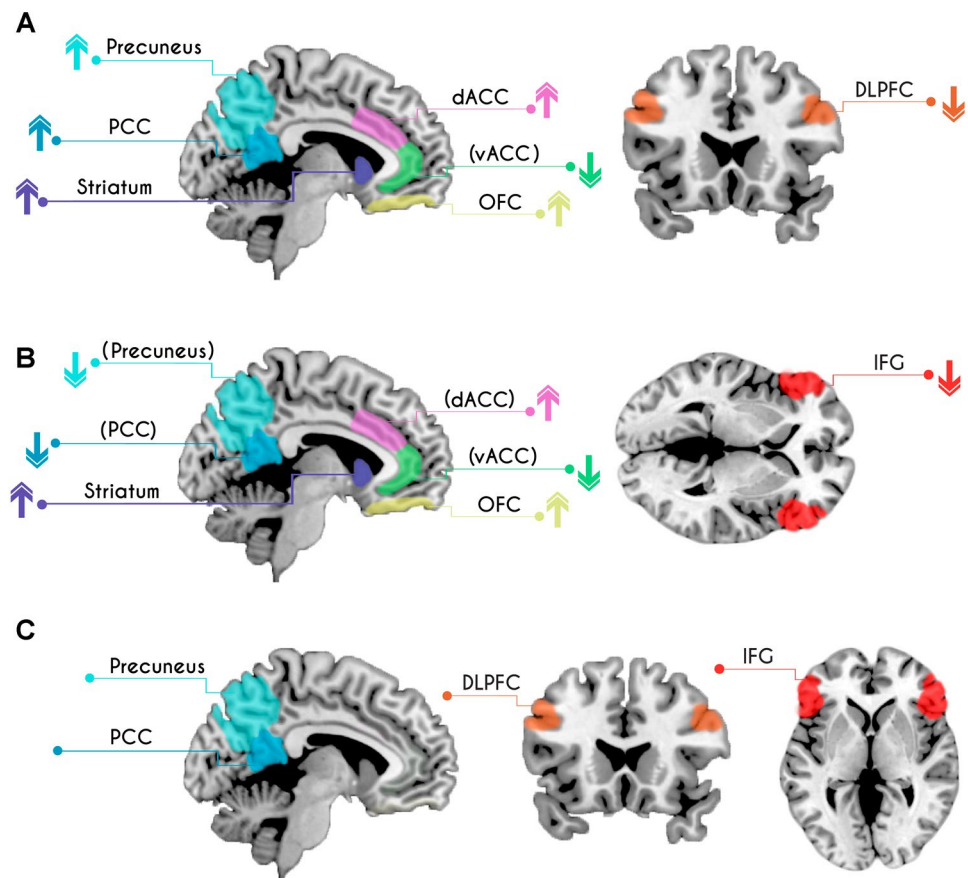 A
Precuneus
dACC
DLPFC
PCC
(vACC)
Striatum
OFC
B
(Precuneus)
IFG
(dACC)
(PCC)
(vACC)
Striatum
OFC
C
Precuneus
DLPFC
IFG
PCC